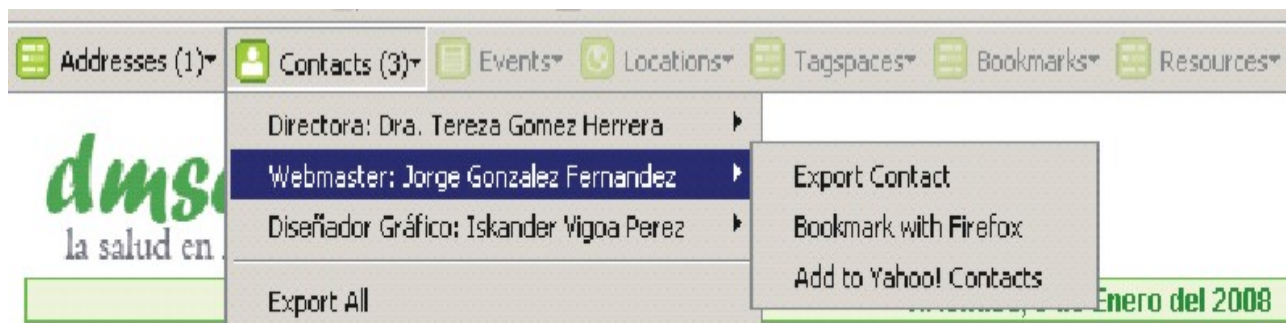 Addresses (1) Contacts (3) Events Locations Tagspaces Bookmarks Resources
Directora: Dra. Tereza Gomez Herrera
Webmaster: Jorge Gonzalez Fernandez
Diseñador Gráfico: Iskander Vigoa Perez
Export All
Export Contact
Bookmark with Firefox
Add to Yahoo! Contacts
la salud en
Enero del 2008